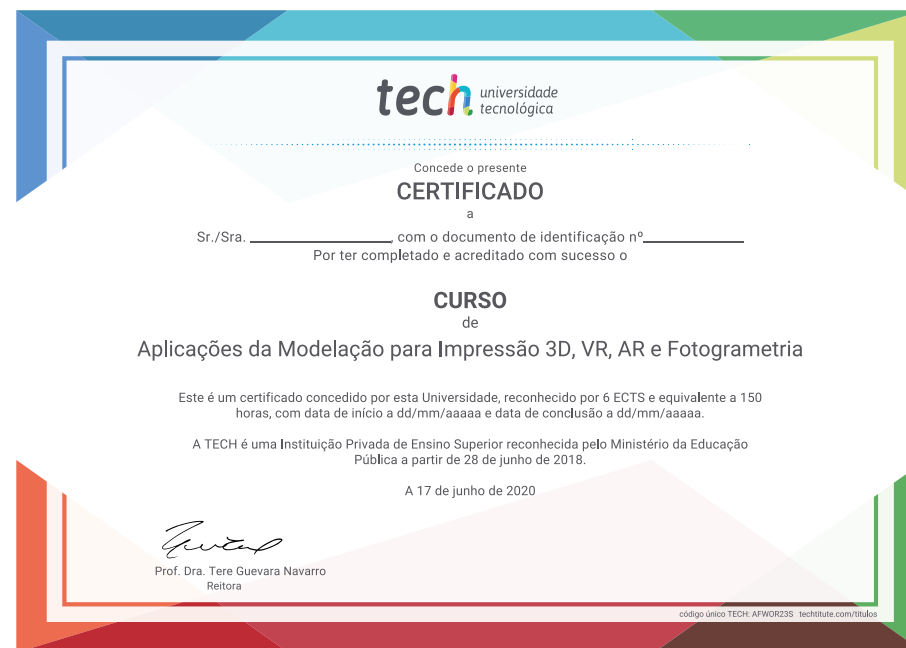 tech universidade
tecnológica
Concede o presente
CERTIFICADO
a
Sr./Sra. ____________________, com o documento de identificação nº______________
Por ter completado e acreditado com sucesso o
CURSO
de
Aplicações da Modelação para Impressão 3D, VR, AR e Fotogrametria
Este é um certificado concedido por esta Universidade, reconhecido por 6 ECTS e equivalente a 150
horas, com data de início a dd/mm/aaaaa e data de conclusão a dd/mm/aaaaa.
A TECH é uma Instituição Privada de Ensino Superior reconhecida pelo Ministério da Educação
Pública a partir de 28 de junho de 2018.
A 17 de junho de 2020
Prof. Dra. Tere Guevara Navarro
Reitora
código único TECH: AFWOR23S techtitute.com/titulos